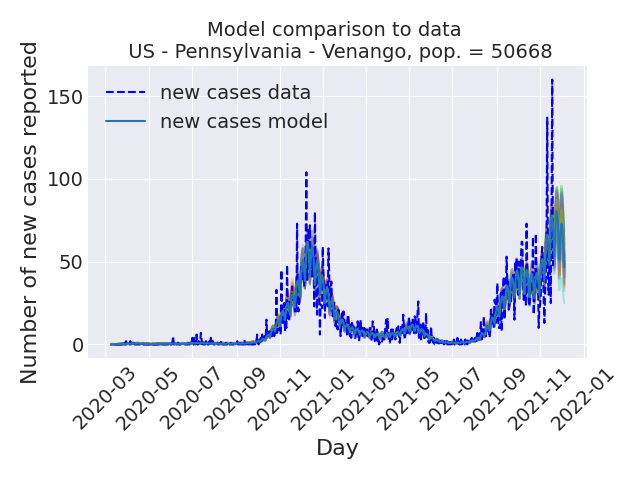 Model comparison to data
US - Pennsylvania - Venango, pop. = 50668
Number of new cases reported
150
100
50
0
new cases data
new cases model
2020-03
2020-05
2020-07
2020-09
2020-11
2021-01
2021-03
2021-05
2021-07
2021-09
2021-11
2022-01
Day